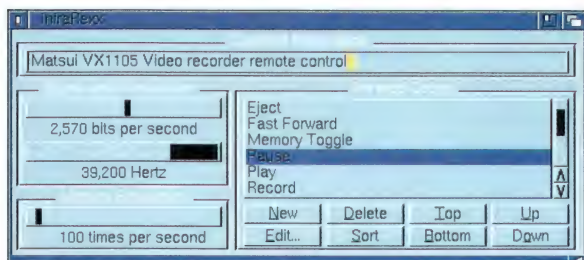 InfraRexx
Matsui VX1105 Video recorder remote control
2,570 bits per second
39,200 Hertz
100 times per second
Eject
Fast Forward
Memory Toggle
Pause
Play
Record
New Delete Top Up
Edit... Sort Bottom Down